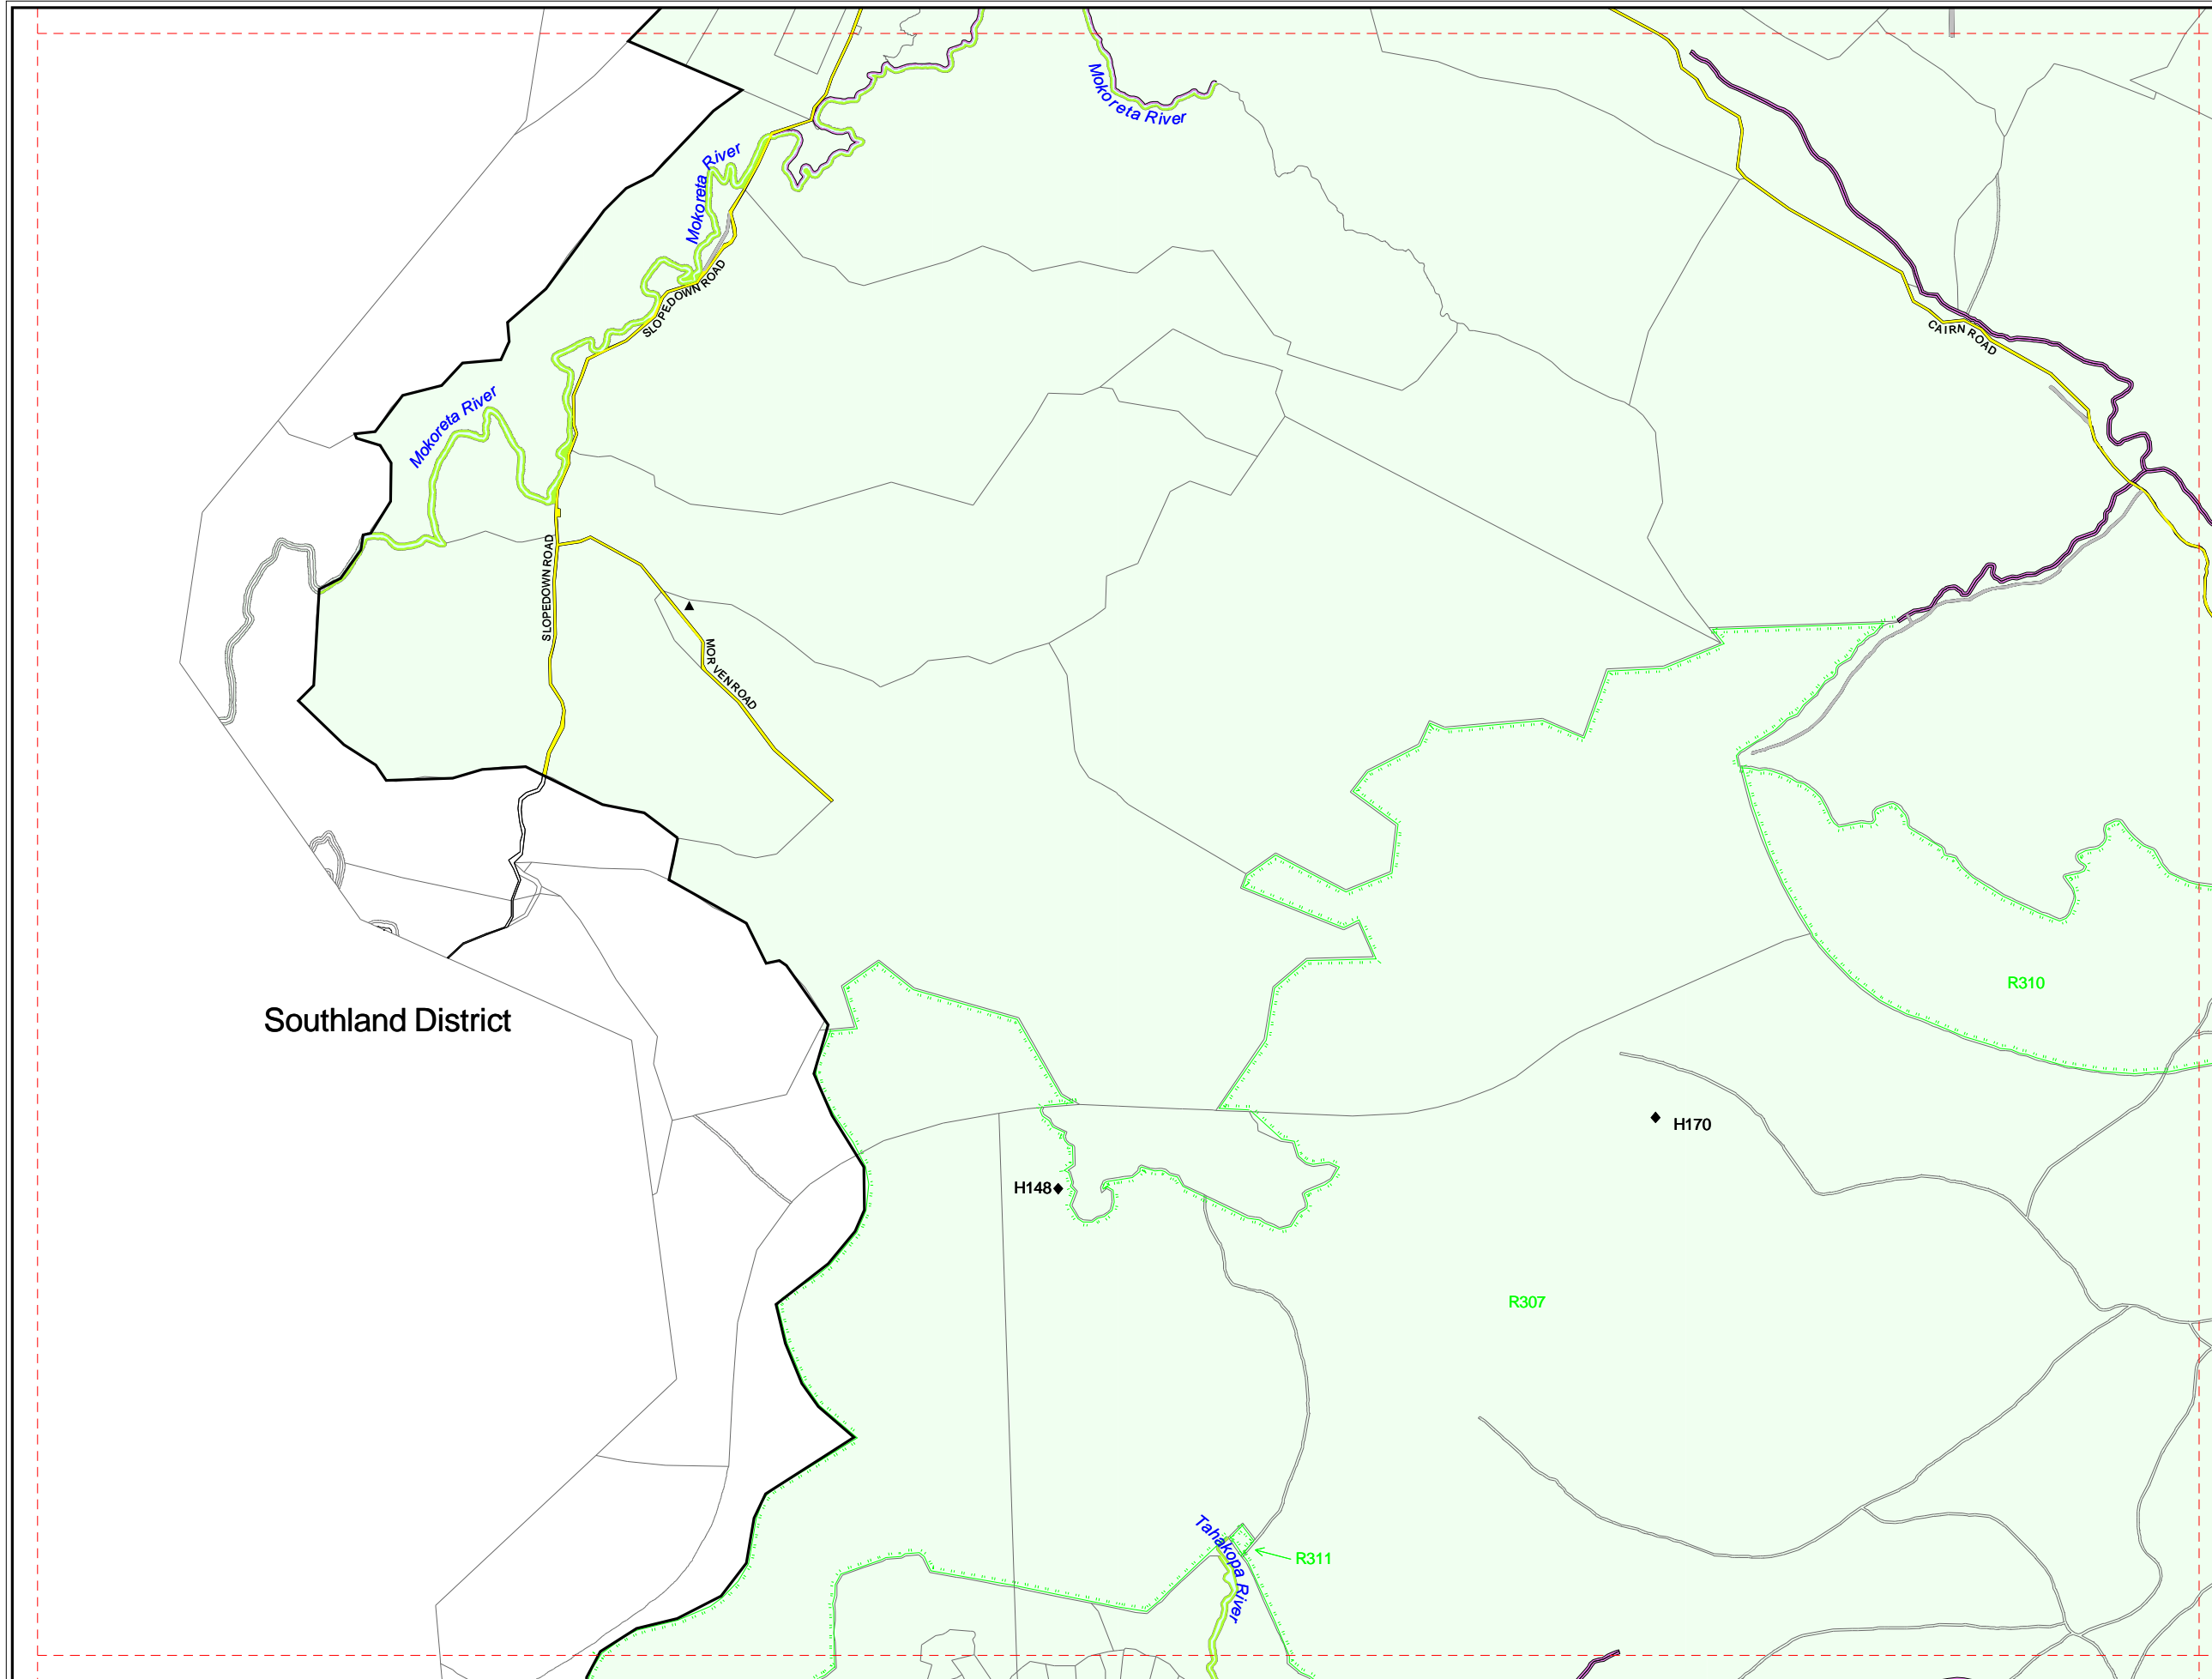 Mokoreta River
Mokoreta River
SLOPEDOWN ROAD
CAIRN ROAD
Mokoreta River
SLOPEDOWN ROAD
MORVEN ROAD
Southland District
R310
H170
H148
R307
Tahakopa River
R311